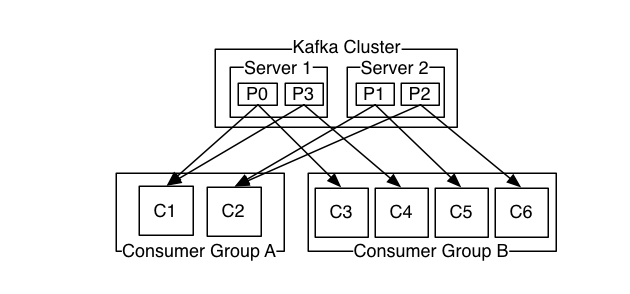 Kafka Cluster
Server 1 Server 2
P0 P3 P1 P2
C1 C2 C3 C4 C5 C6
Consumer Group A Consumer Group B